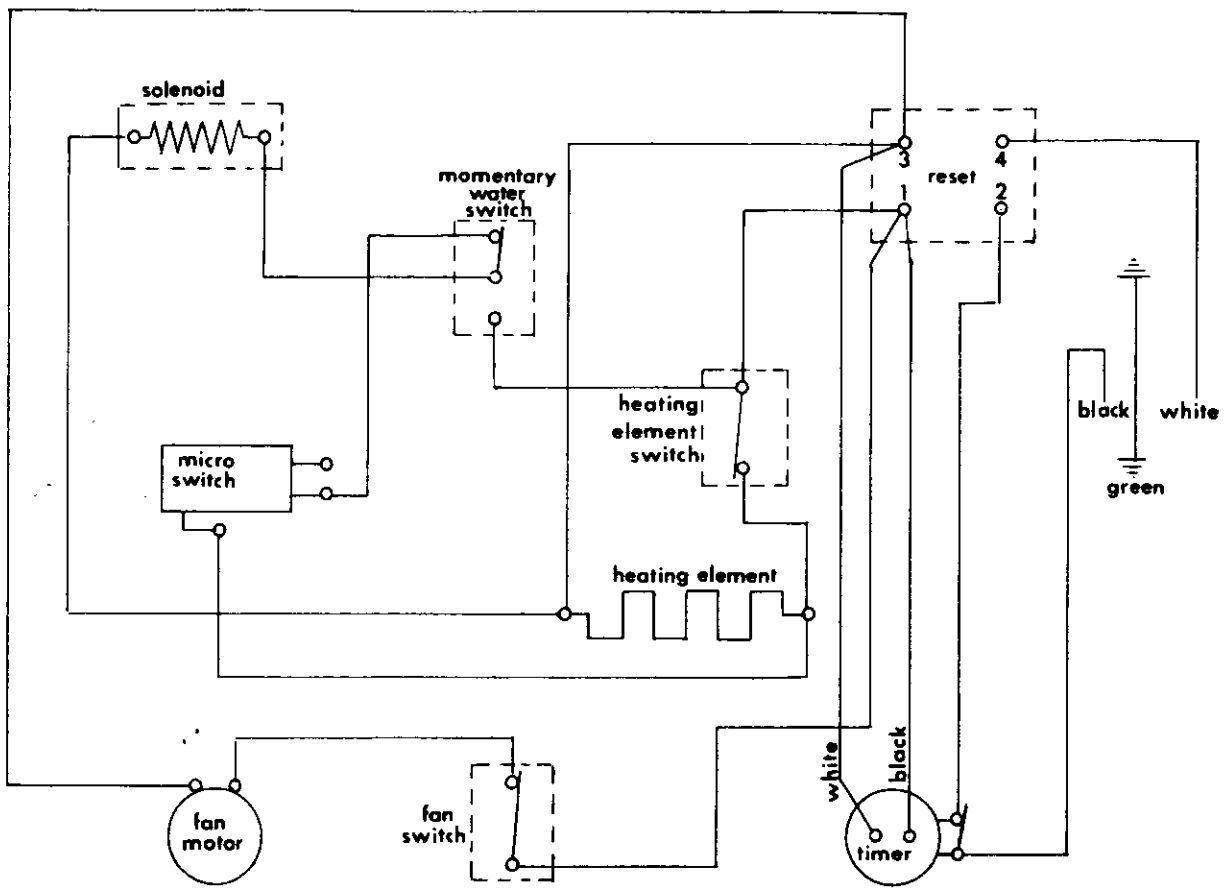 solenoid
momentary
water
switch
3
4
reset
1
2
heating
element
switch
black
white
green
micro
switch
heating element
white
black
fan
motor
fan
switch
timer